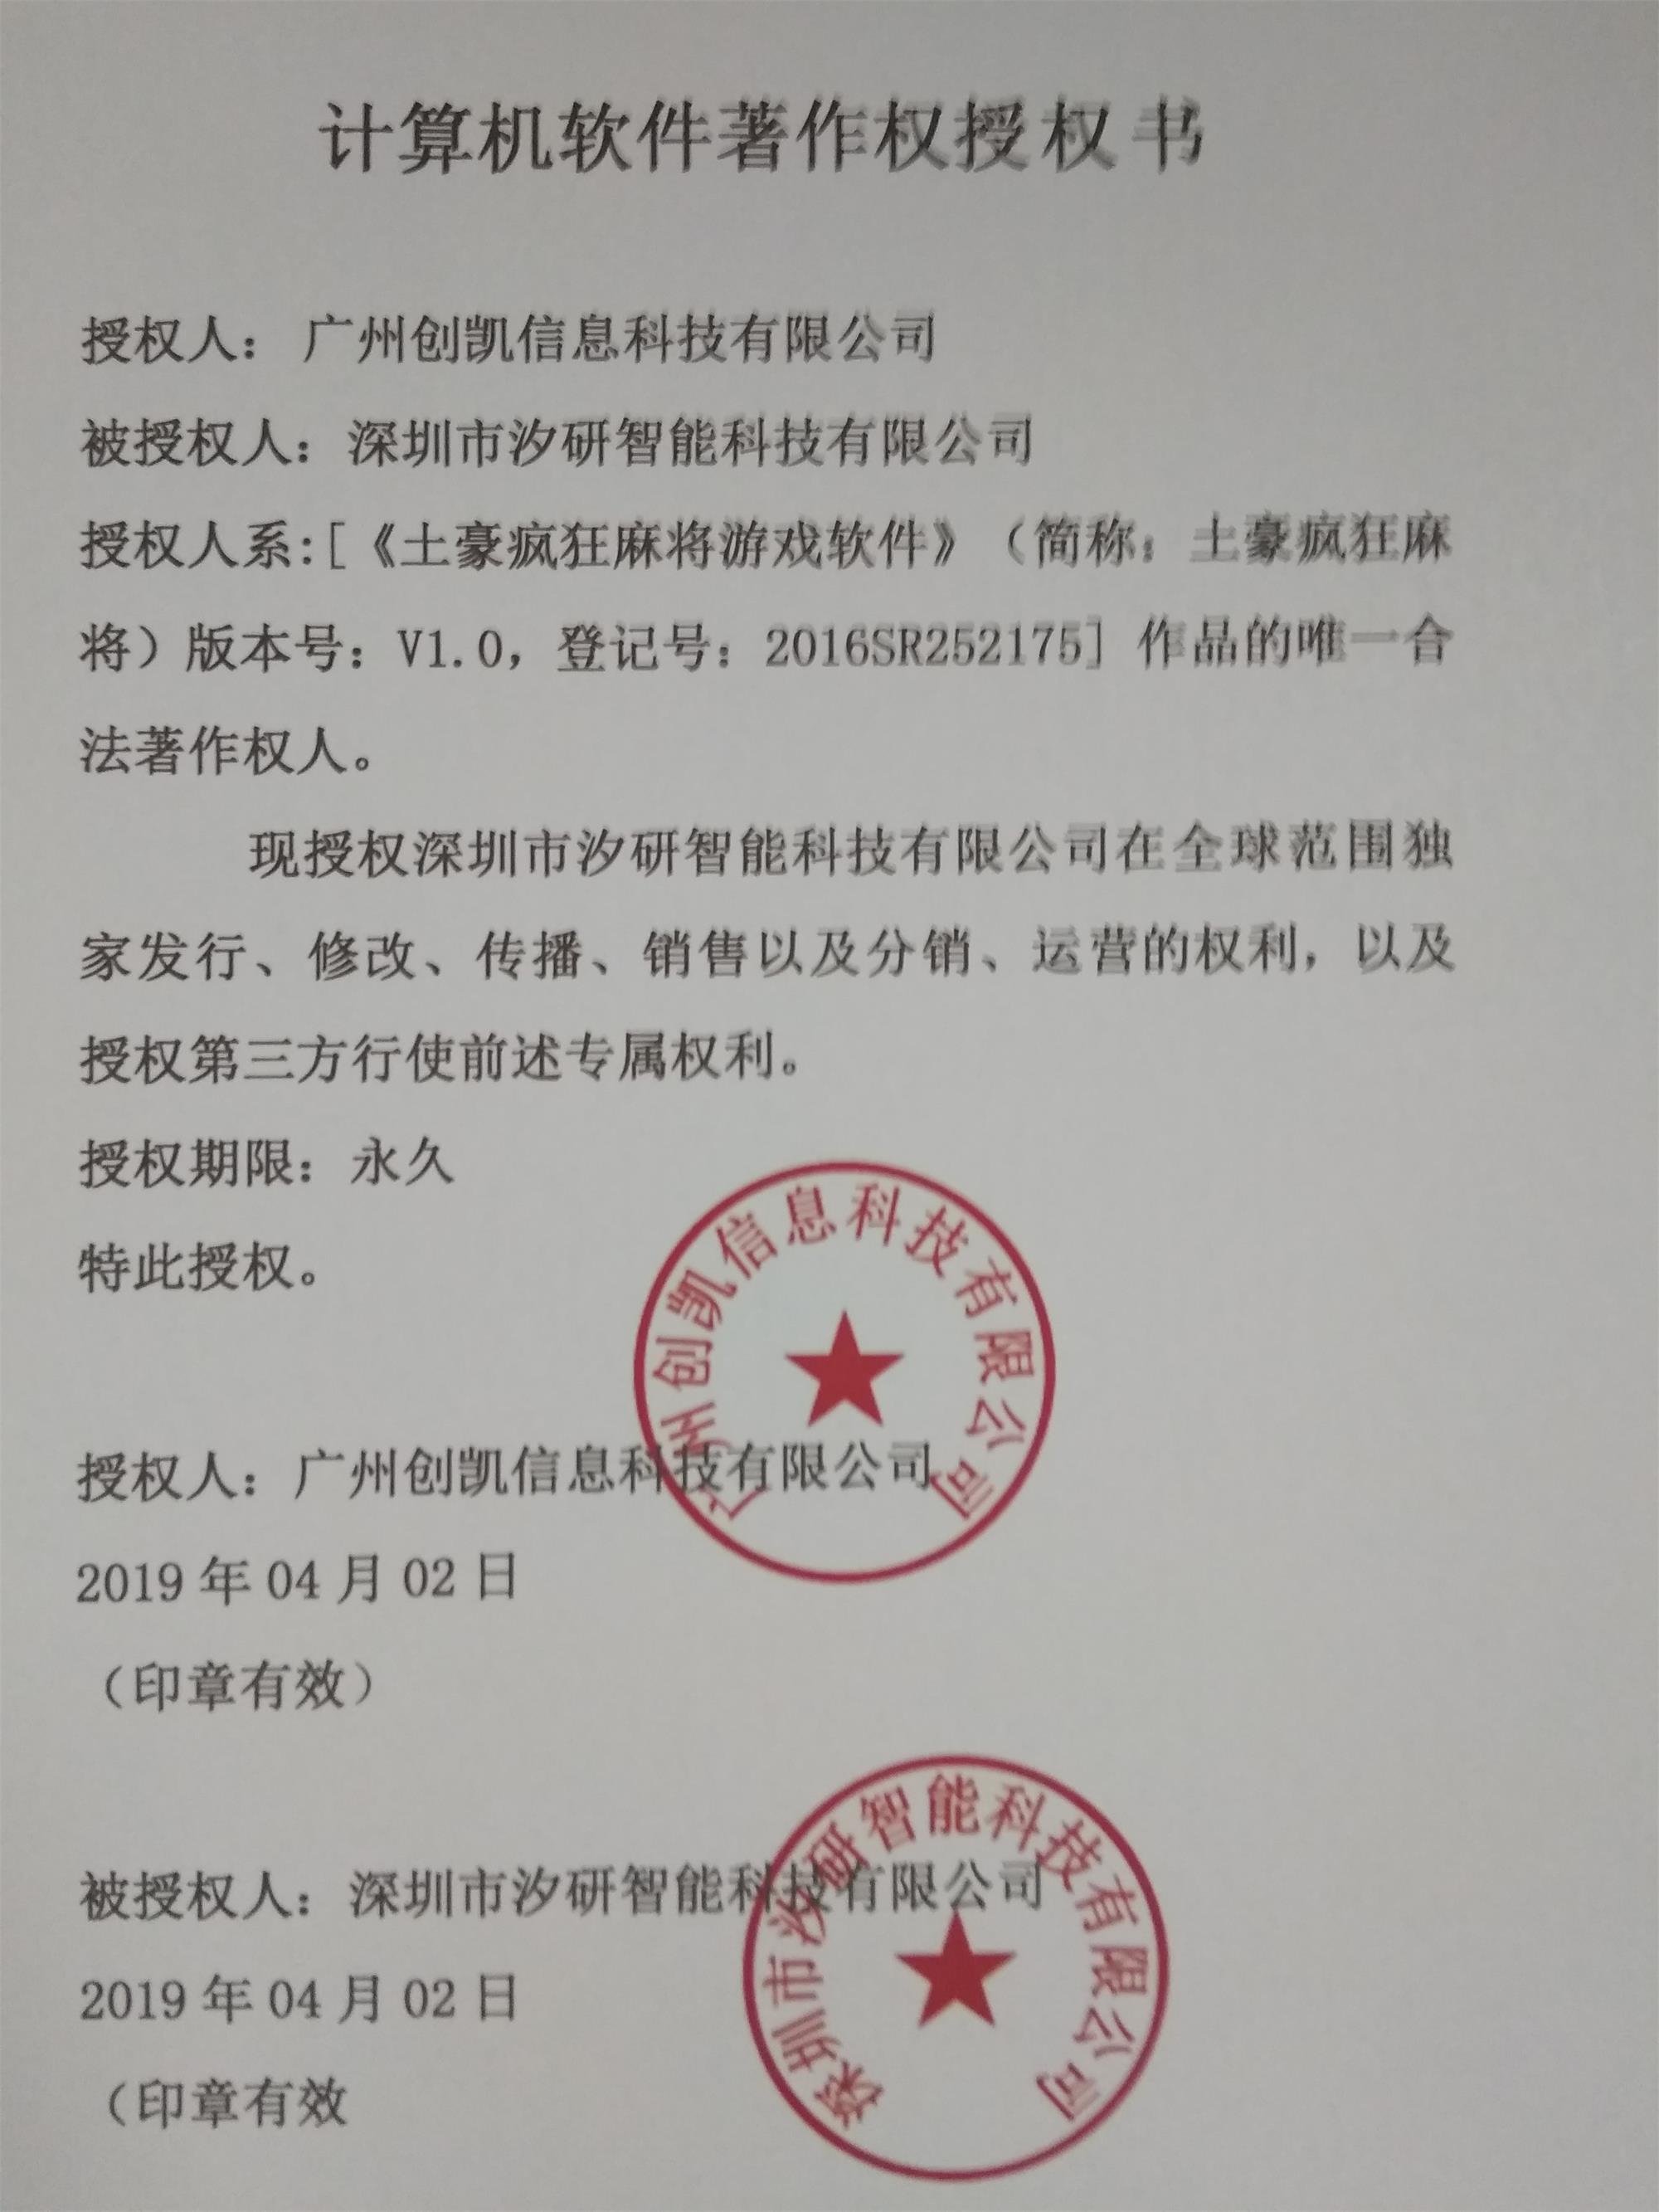 计算机软件著作权授权书
授权人： 广州创凯信息科技有限公司
被授权人：深圳市汐研智能科技有限公司
授权人系:[《土豪疯狂麻将游戏软件》（简称：土豪疯狂麻
将）版本号：V1.0，登记号：2016SR252175] 作品的唯一合
法著作权人。
现授权深圳市汐研智能科技有限公司在全球范围独
家发行、修改、传播、销售以及分销、运营的权利，以及
授权第三方行使前述专属权利。
授权期限：永久
特此授权。
广州创凯信息科技有限公司
授权人：广州创凯信息科技有限公司
2019 年 04 月 02 日
（印章有效）
深圳市汐研智能科技有限公司
被授权人：深圳市汐研智能科技有限公司
2019 年 04 月 02 日
（印章有效